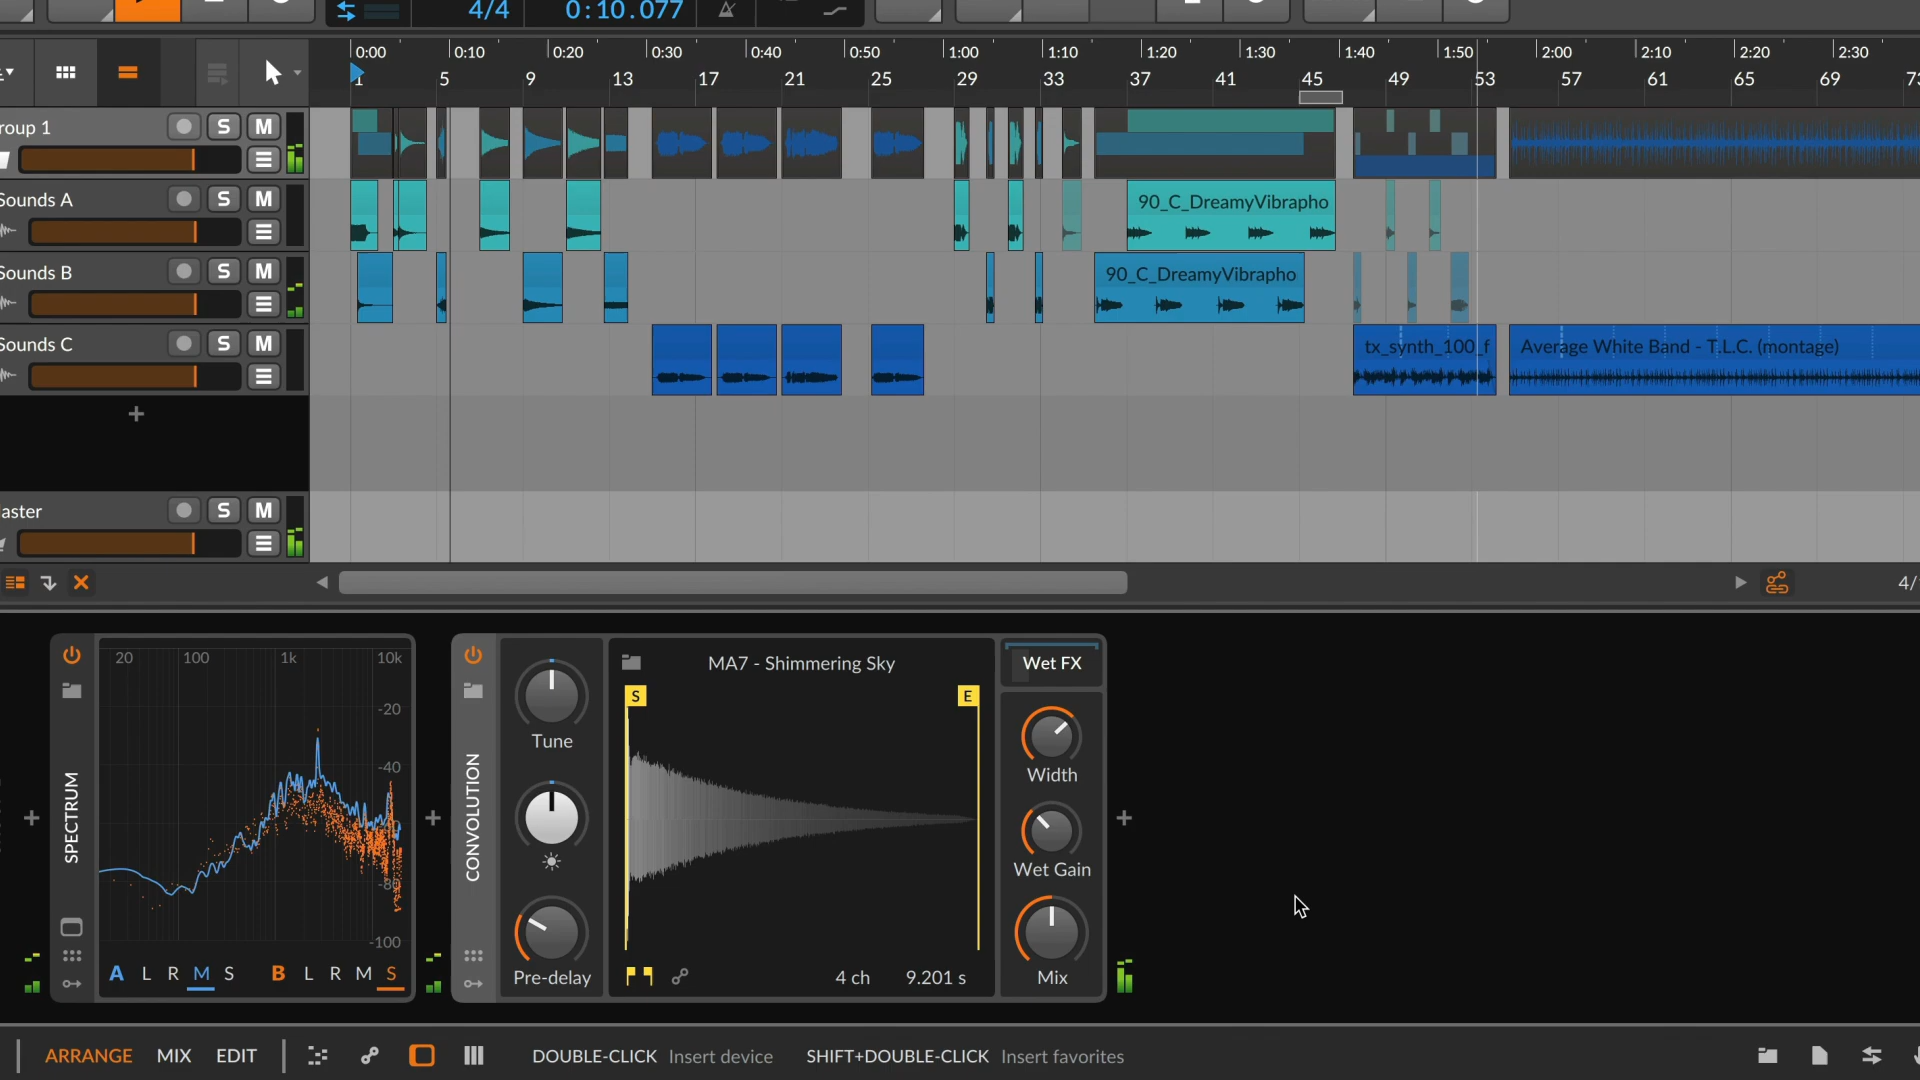 4/4 0:10.077
0:00 0:10 0:20 0:30 0:40 0:50 1:00 1:10 1:20 1:30 1:40 1:50 2:00 2:10 2:20 2:30
1 5 9 13 17 21 25 29 33 37 41 45 49 53 57 61 65 69 73
roup 1 S M
Sounds A S M
90_C_DreamyVibrapho
Sounds B S M
90_C_DreamyVibrapho
Sounds C S M
tx_synth_100_f
Average White Band - T.L.C. (montage)
aster S M
4/
SPECTRUM
20 100 1k 10k
-20
-40
-80
-100
A L R M S B L R M S
CONVOLUTION
Tune
Pre-delay
MA7 - Shimmering Sky
S E
4 ch 9.201 s
Wet FX
Width
Wet Gain
Mix
ARRANGE MIX EDIT DOUBLE-CLICK Insert device SHIFT+DOUBLE-CLICK Insert favorites